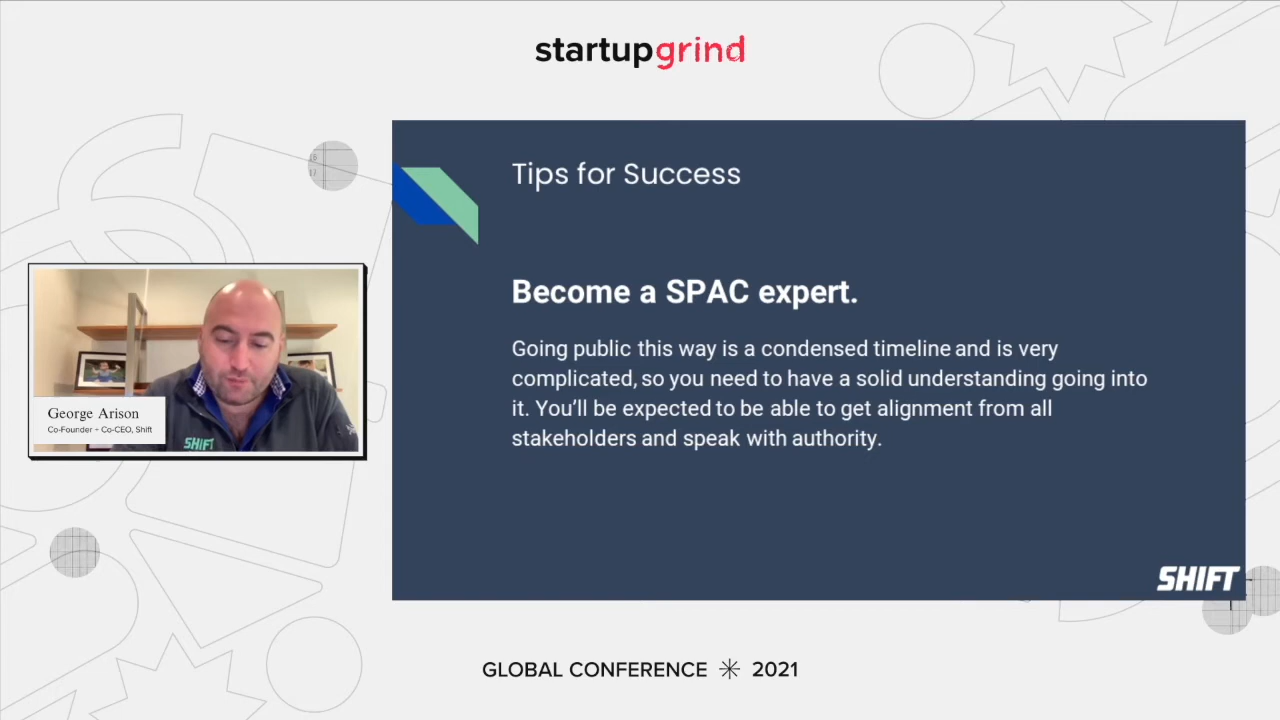 startupgrind
Tips for Success
Become a SPAC expert.
Going public this way is a condensed timeline and is very
complicated, so you need to have a solid understanding going into
it. You'll be expected to be able to get alignment from all
stakeholders and speak with authority.
George Arison
Co-Founder + Co-CEO, Shift
SHIFT
SHIFT
16
17
GLOBAL CONFERENCE 2021